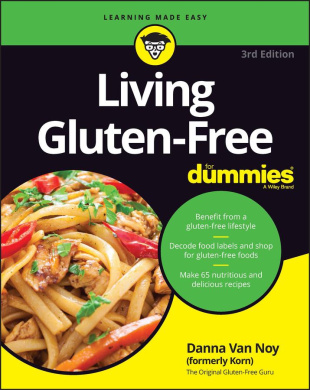 LEARNING MADE EASY
3rd Edition
Living
Gluten-Free
for
dummies®
A Wiley Brand
Benefit from a
gluten-free lifestyle
Decode food labels and shop
for gluten-free foods
Make 65 nutritious and
delicious recipes
Danna Van Noy
(formerly Korn)
The Original Gluten-Free Guru